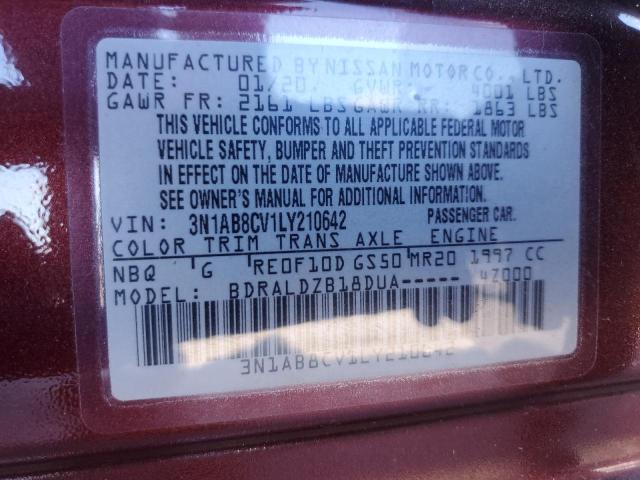 MANUFACTURED BY NISSAN MOTOR CO., LTD.
DATE: 01/20. GVWR: 4001 LBS
GAWR FR: 2161 LBS GAWR RR: 1863 LBS
THIS VEHICLE CONFORMS TO ALL APPLICABLE FEDERAL MOTOR
VEHICLE SAFETY, BUMPER AND THEFT PREVENTION STANDARDS
IN EFFECT ON THE DATE OF MANUFACTURE SHOWN ABOVE.
SEE OWNER'S MANUAL FOR ADDITIONAL INFORMATION.
VIN: 3N1AB8CV1LY210642 PASSENGER CAR.
COLOR TRIM TRANS AXLE ENGINE
NBQ G RE0F10D GS50 MR20 1997 CC
MODEL: BDRALDZB18DUA----- 4Z000
3N1AB8CV1LY210642